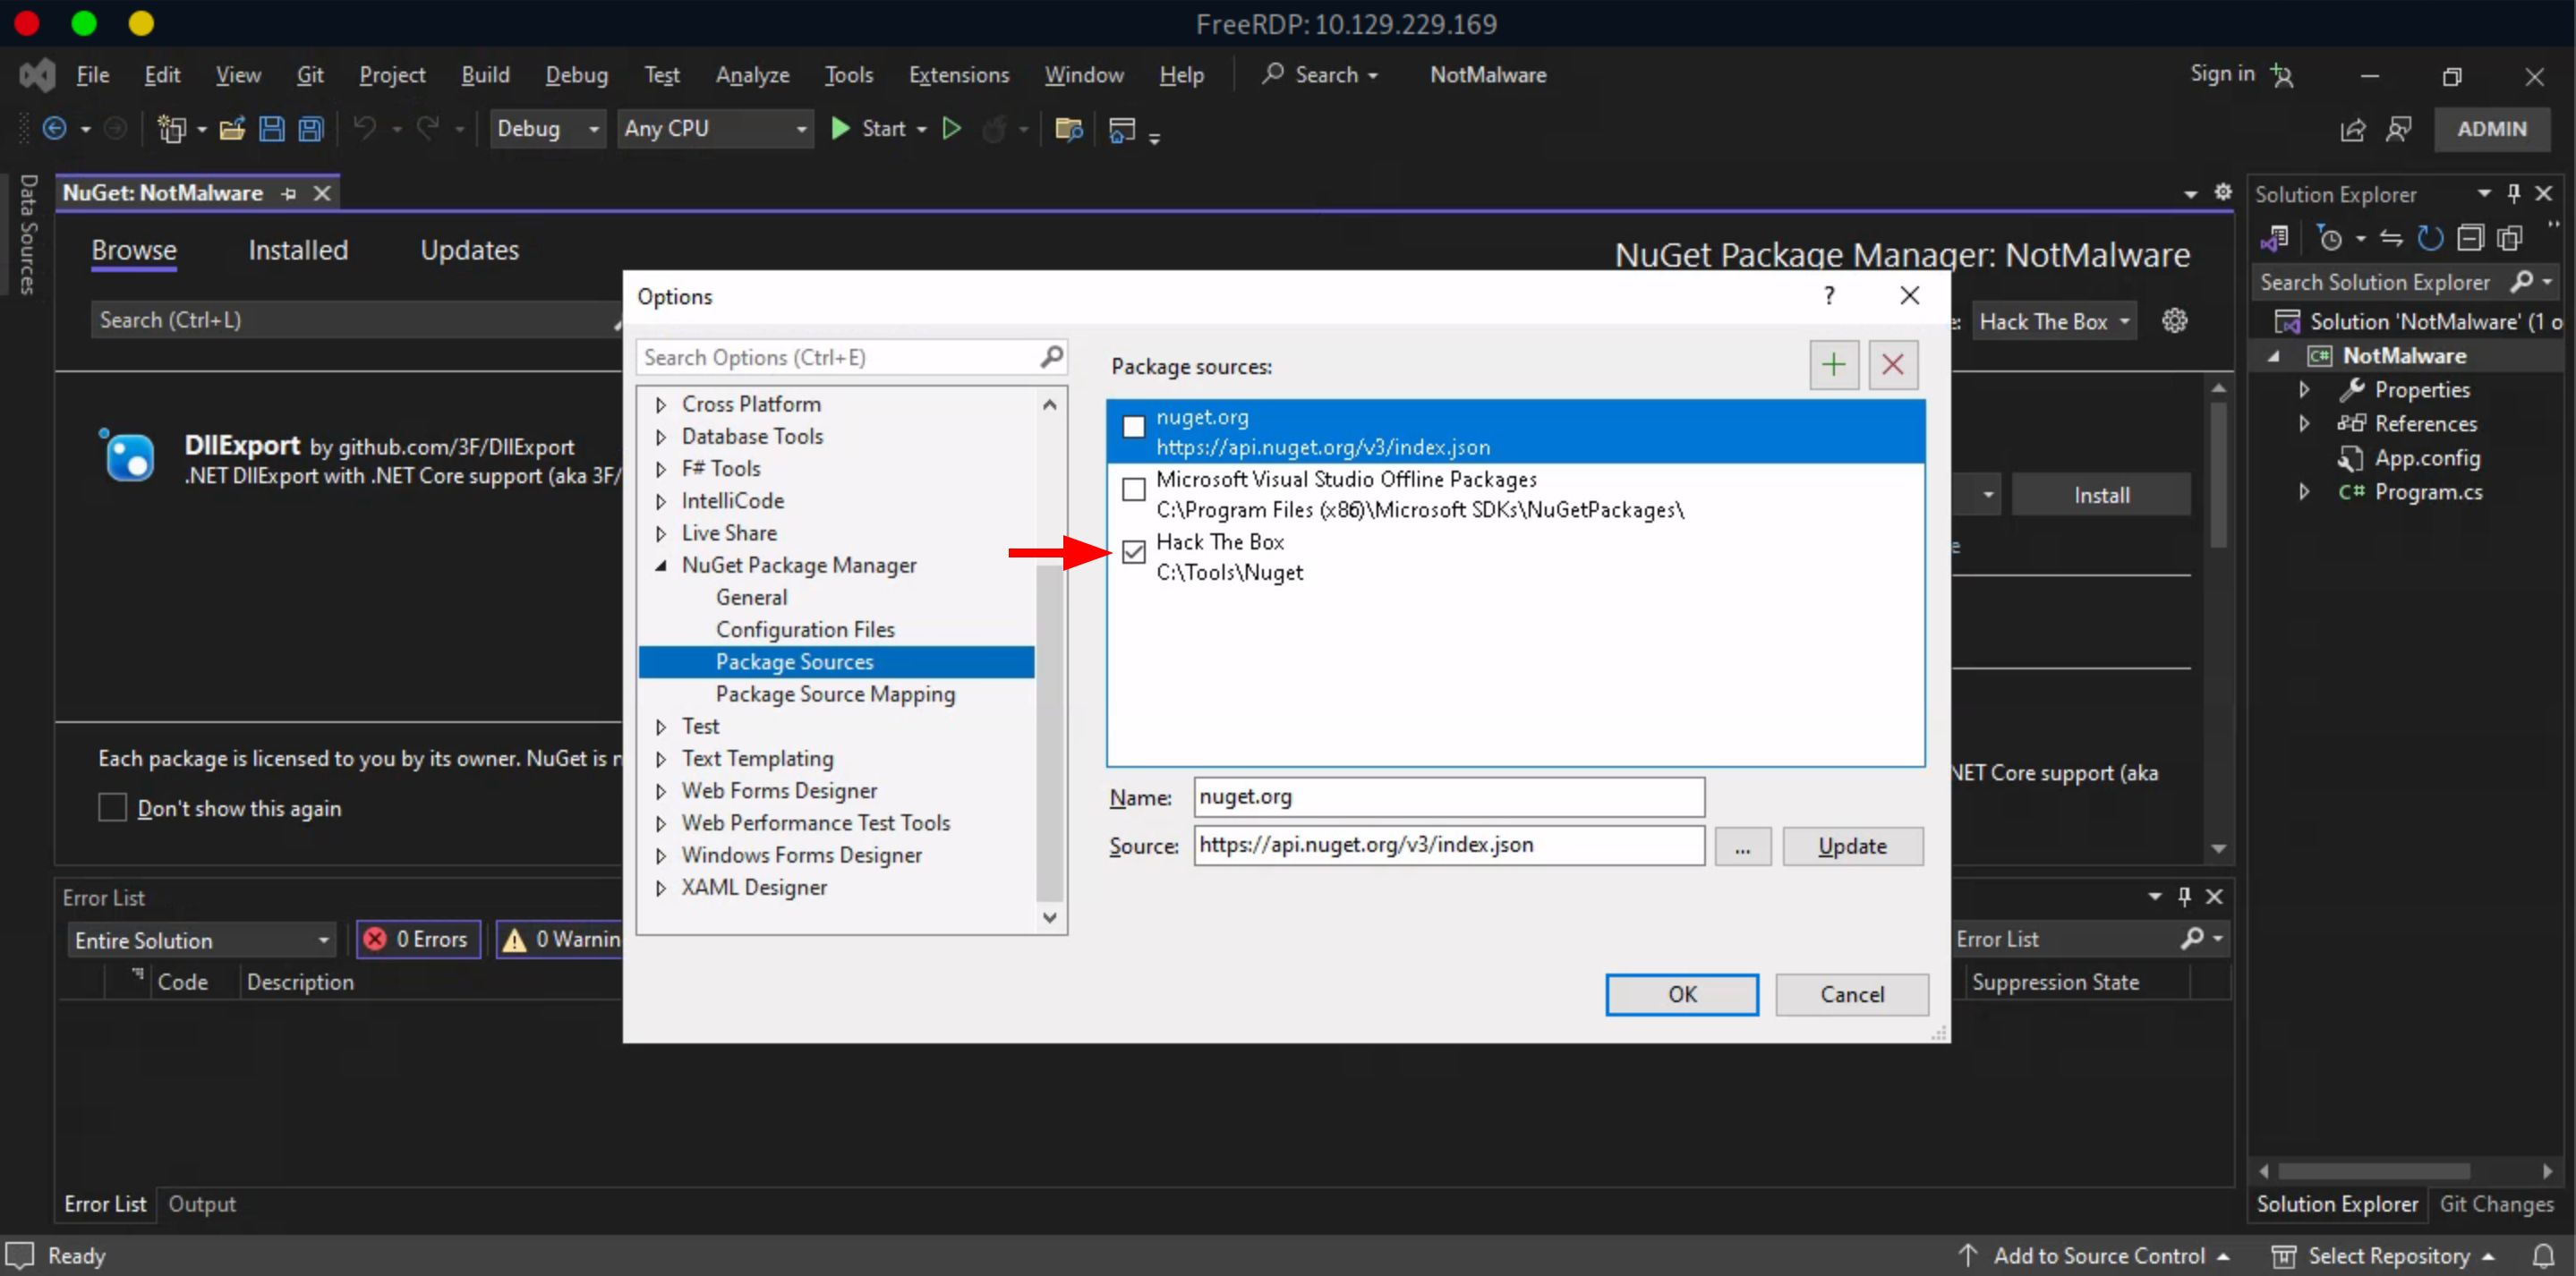 FreeRDP: 10.129.229.169
File Edit View Git Project Build Debug Test Analyze Tools Extensions Window Help Search NotMalware Sign in
Debug Any CPU Start ADMIN
Data Sources
NuGet: NotMalware
Browse Installed Updates
NuGet Package Manager: NotMalware
Search (Ctrl+L)
Hack The Box
DllExport by github.com/3F/DllExport
.NET DllExport with .NET Core support (aka 3F/
Install
Each package is licensed to you by its owner. NuGet is n
Don't show this again
.NET Core support (aka
Options
?
Search Options (Ctrl+E)
Cross Platform
Database Tools
F# Tools
IntelliCode
Live Share
NuGet Package Manager
General
Configuration Files
Package Sources
Package Source Mapping
Test
Text Templating
Web Forms Designer
Web Performance Test Tools
Windows Forms Designer
XAML Designer
Package sources:
nuget.org
https://api.nuget.org/v3/index.json
Microsoft Visual Studio Offline Packages
C:\Program Files (x86)\Microsoft SDKs\NuGetPackages\
Hack The Box
C:\Tools\Nuget
Name: nuget.org
Source: https://api.nuget.org/v3/index.json ... Update
OK Cancel
Solution Explorer
Search Solution Explorer
Solution 'NotMalware' (1 o
C# NotMalware
Properties
References
App.config
C# Program.cs
Error List
Entire Solution 0 Errors 0 Warnin
Error List
Code Description Suppression State
Error List Output
Solution Explorer Git Changes
Ready Add to Source Control Select Repository